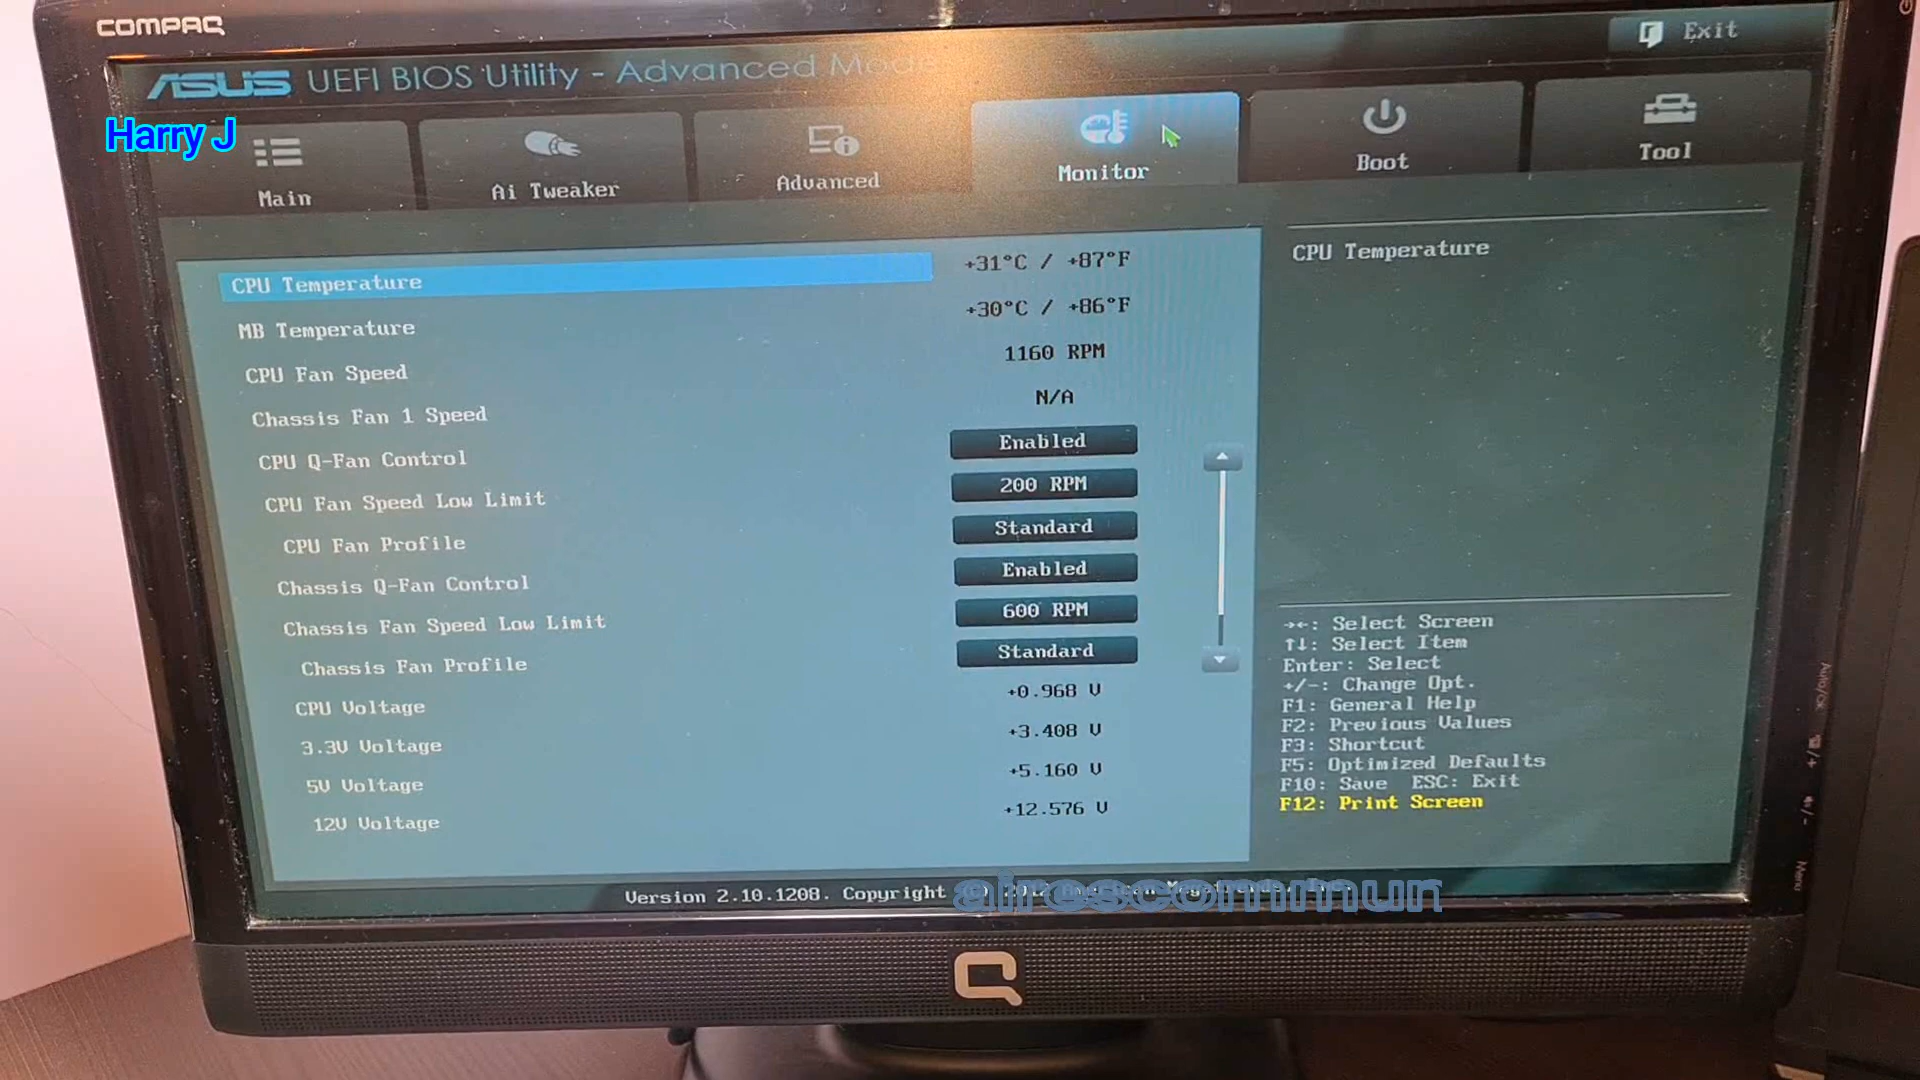 COMPAQ
Exit
ASUS UEFI BIOS Utility - Advanced Mode
Harry J
Main
Ai Tweaker
Advanced
Monitor
Boot
Tool
CPU Temperature +31°C / +87°F
MB Temperature +30°C / +86°F
CPU Fan Speed 1160 RPM
Chassis Fan 1 Speed N/A
CPU Q-Fan Control Enabled
CPU Fan Speed Low Limit 200 RPM
CPU Fan Profile Standard
Chassis Q-Fan Control Enabled
Chassis Fan Speed Low Limit 600 RPM
Chassis Fan Profile Standard
CPU Voltage +0.968 V
3.3V Voltage +3.408 V
5V Voltage +5.160 V
12V Voltage +12.576 V
CPU Temperature
→←: Select Screen
↑↓: Select Item
Enter: Select
+/-: Change Opt.
F1: General Help
F2: Previous Values
F3: Shortcut
F5: Optimized Defaults
F10: Save ESC: Exit
F12: Print Screen
Version 2.10.1208. Copyright
airescommun
Menu